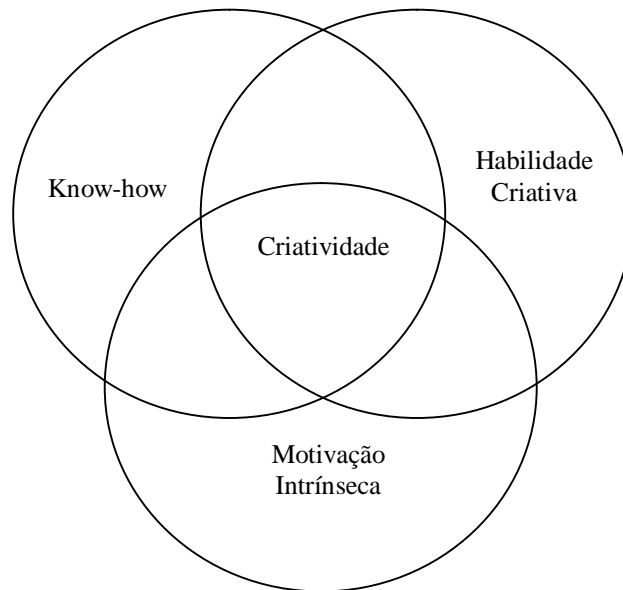 Know-how
Habilidade
Criativa
Criatividade
Motivação
Intrínseca